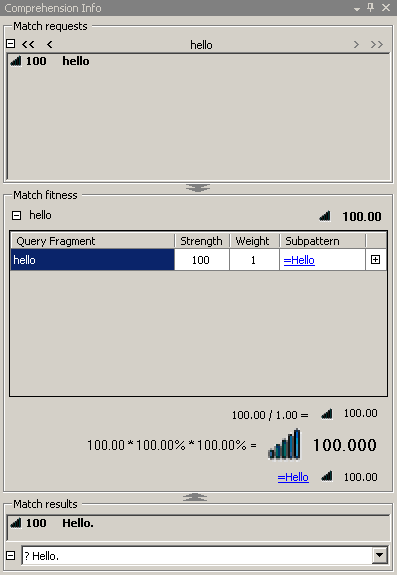 Comprehension Info
Match requests
<< < hello > >>
100 hello
Match fitness
hello 100.00
Query Fragment Strength Weight Subpattern
hello 100 1 =Hello
100.00 / 1.00 = 100.00
100.00 * 100.00% * 100.00% = 100.000
=Hello 100.00
Match results
100 Hello.
? Hello.